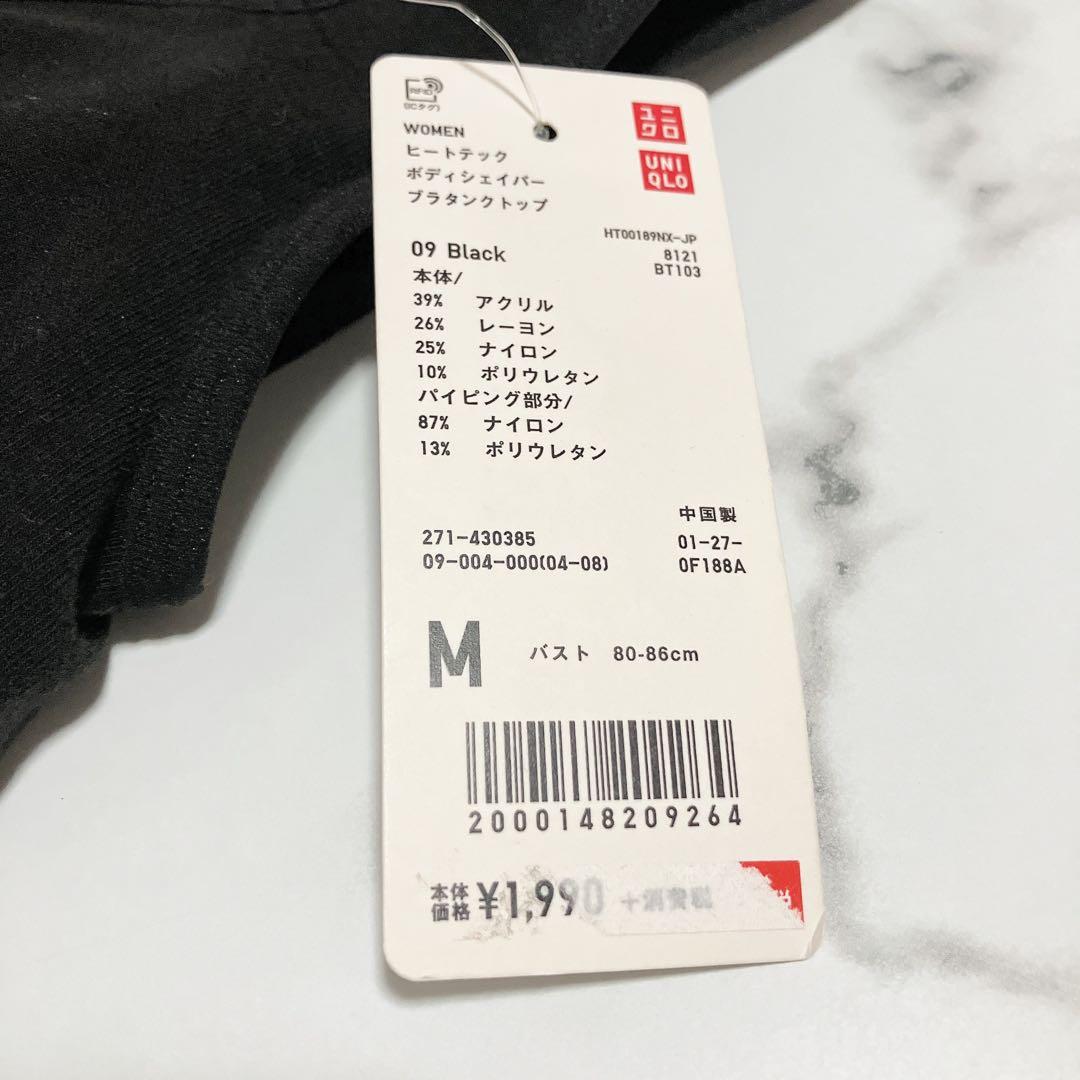 RFID
(ICタグ)
WOMEN
ヒートテック
ボディシェイパー
ブラタンクトップ
ユニ
クロ
UNI
QLO
HT00189NX-JP
8121
BT103
09 Black
本体/
39% アクリル
26% レーヨン
25% ナイロン
10% ポリウレタン
パイピング部分/
87% ナイロン
13% ポリウレタン
中国製
271-430385 01-27-
09-004-000(04-08) 0F188A
M バスト 80-86cm
2000148209264
本体
価格 ¥1,990 +消費税